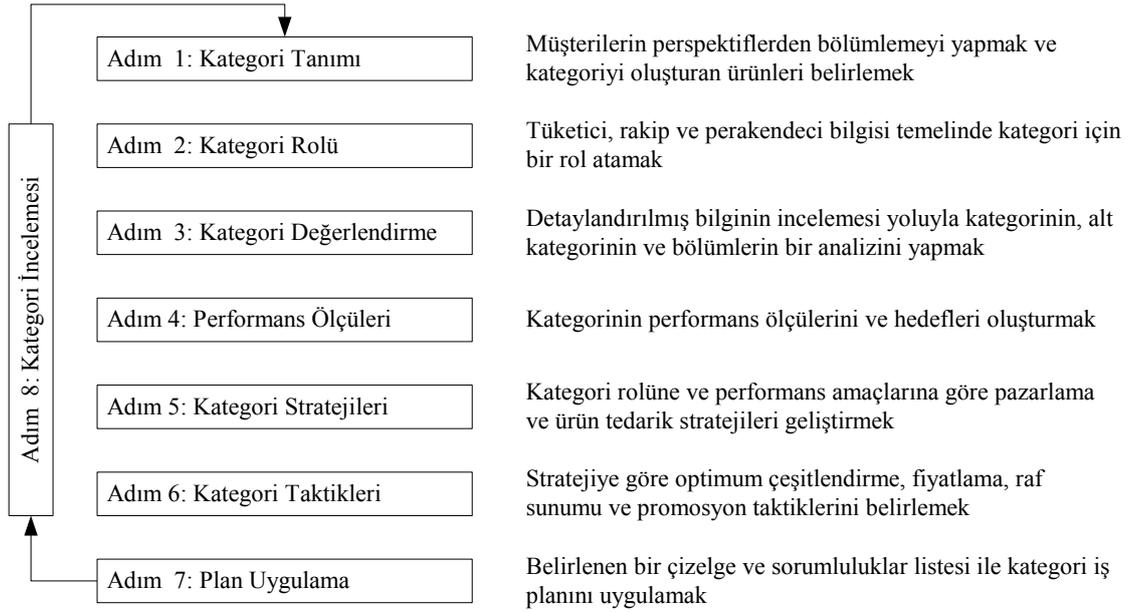 Adım 1: Kategori Tanımı
Müşterilerin perspektiflerden bölümlemeyi yapmak ve
kategoriyi oluşturan ürünleri belirlemek
Adım 2: Kategori Rolü
Tüketici, rakip ve perakendeci bilgisi temelinde kategori için
bir rol atamak
Adım 3: Kategori Değerlendirme
Detaylandırılmış bilginin incelemesi yoluyla kategorinin, alt
kategorinin ve bölümlerin bir analizini yapmak
Adım 4: Performans Ölçüleri
Kategorinin performans ölçülerini ve hedefleri oluşturmak
Adım 5: Kategori Stratejileri
Kategori rolüne ve performans amaçlarına göre pazarlama
ve ürün tedarik stratejileri geliştirmek
Adım 6: Kategori Taktikleri
Stratejiye göre optimum çeşitlendirme, fiyatlama, raf
sunumu ve promosyon taktiklerini belirlemek
Adım 7: Plan Uygulama
Belirlenen bir çizelge ve sorumluluklar listesi ile kategori iş
planını uygulamak
Adım 8: Kategori İncelemesi